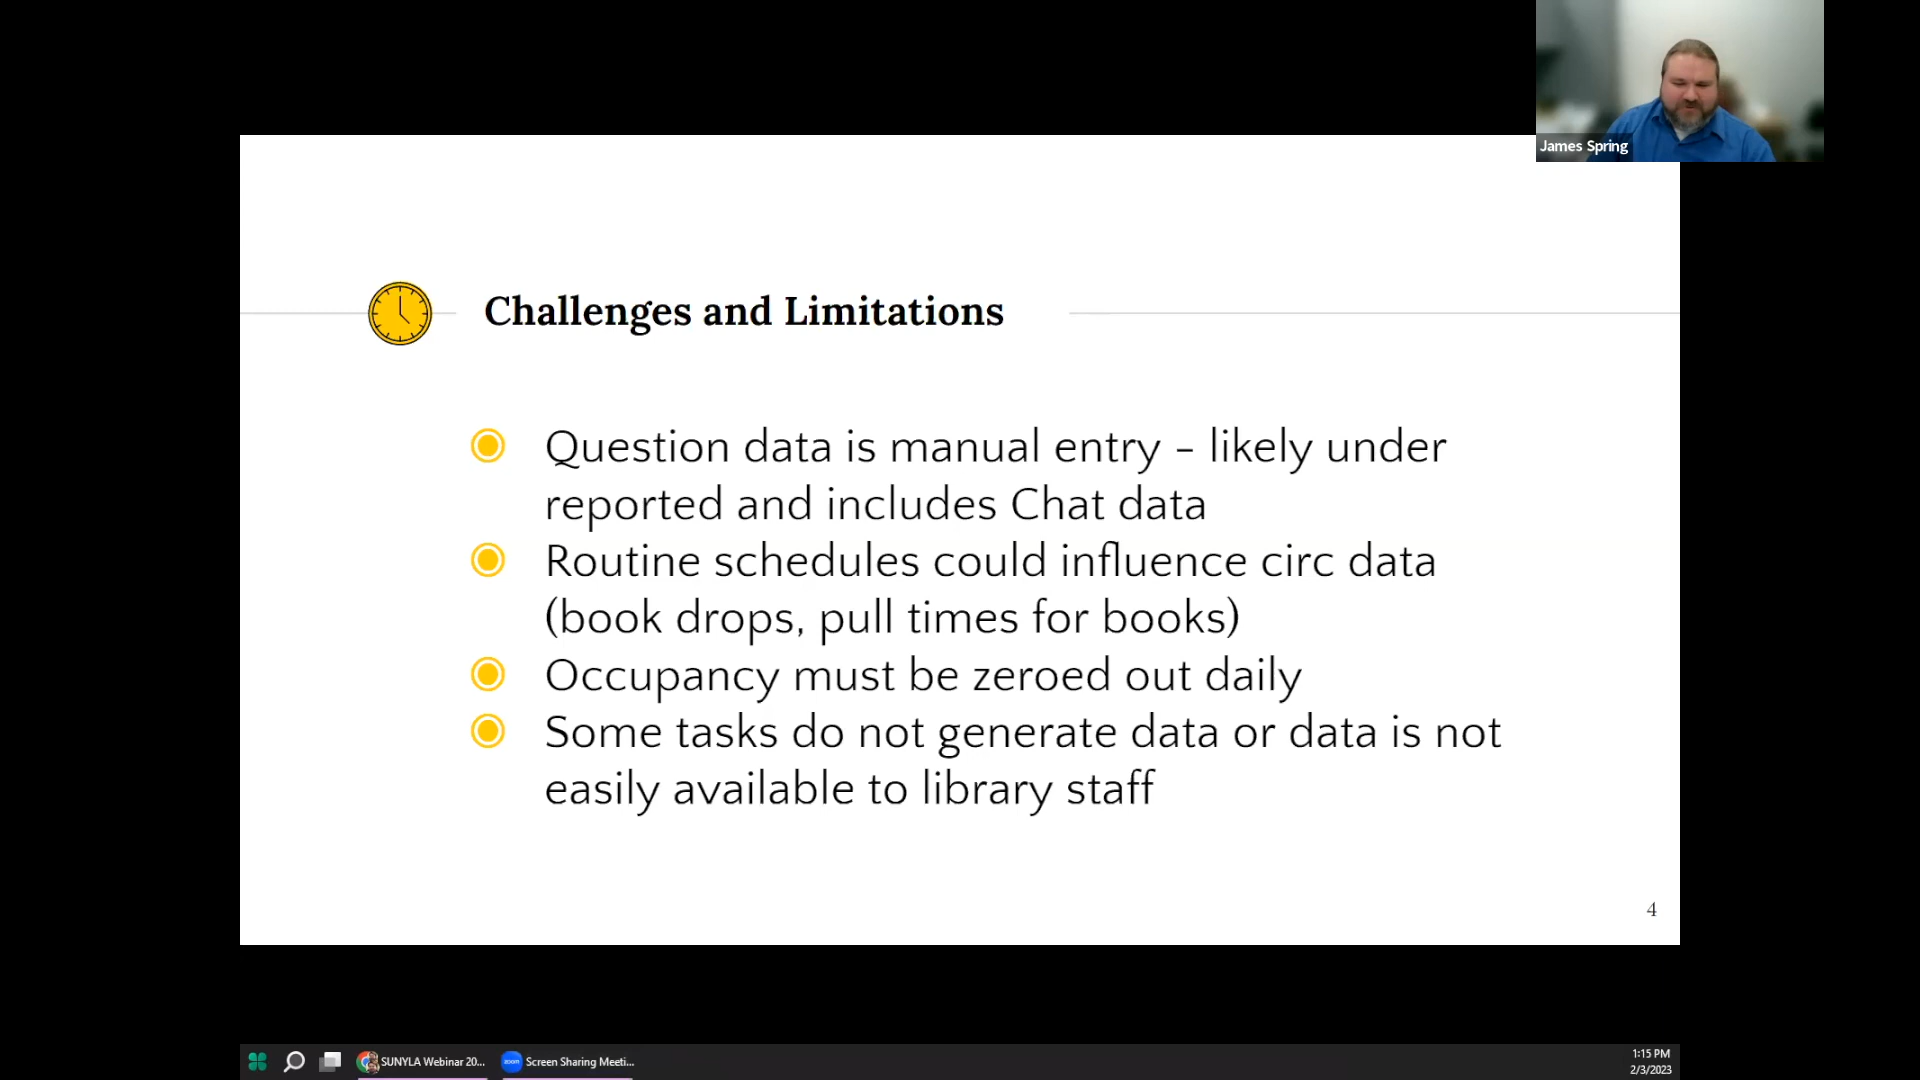 James Spring
Challenges and Limitations
Question data is manual entry - likely under
reported and includes Chat data
Routine schedules could influence circ data
(book drops, pull times for books)
Occupancy must be zeroed out daily
Some tasks do not generate data or data is not
easily available to library staff
4
SUNYLA Webinar 20...
zoom
Screen Sharing Meeti...
1:15 PM
2/3/2023